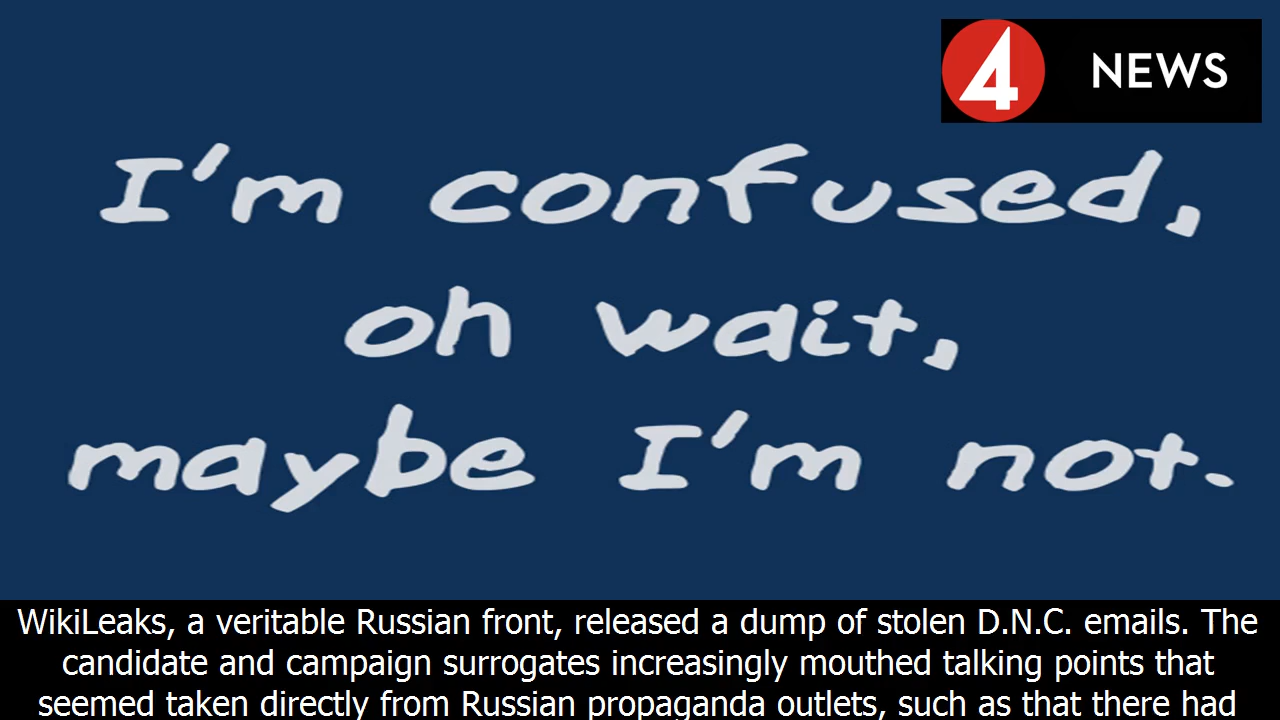 4 NEWS
I'm confused,
oh wait,
maybe I'm not.
WikiLeaks, a veritable Russian front, released a dump of stolen D.N.C. emails. The
candidate and campaign surrogates increasingly mouthed talking points that
seemed taken directly from Russian propaganda outlets, such as that there had